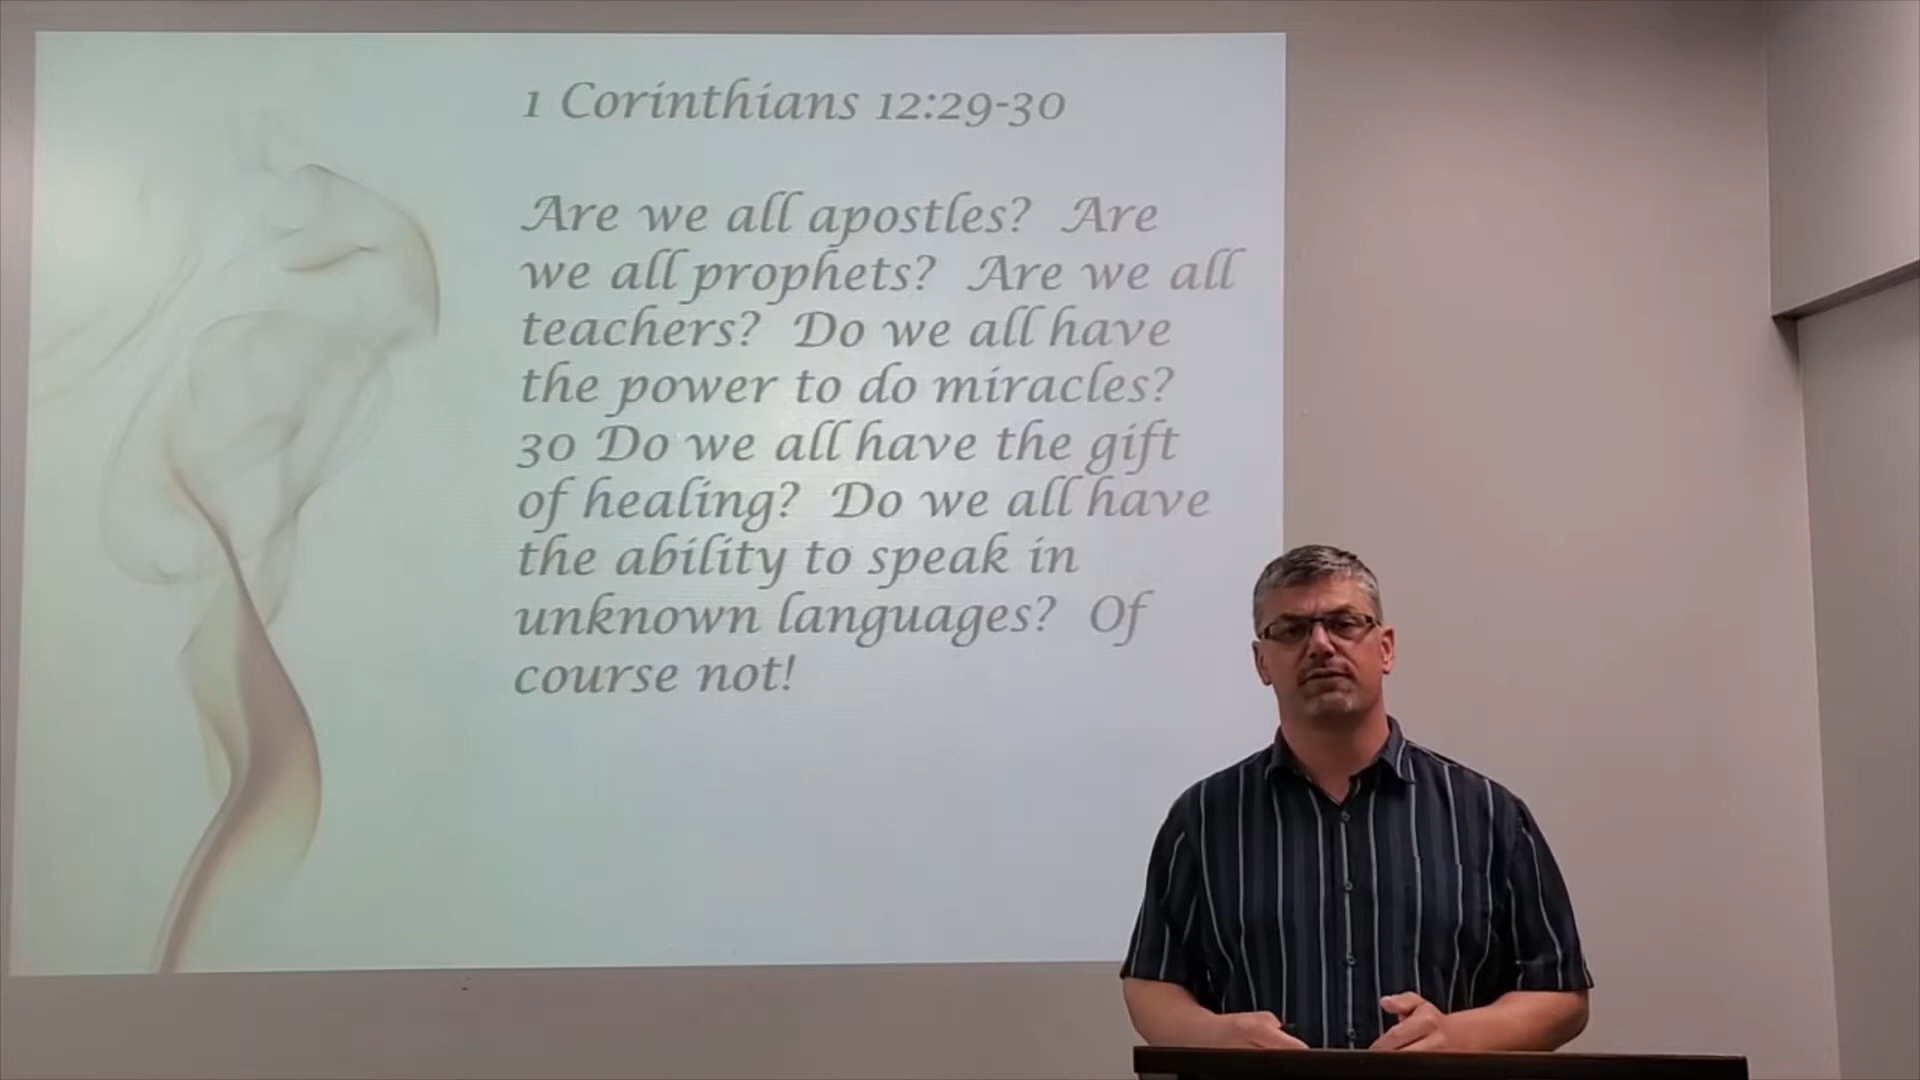 1 Corinthians 12:29-30
Are we all apostles? Are
we all prophets? Are we all
teachers? Do we all have
the power to do miracles?
30 Do we all have the gift
of healing? Do we all have
the ability to speak in
unknown languages? Of
course not!